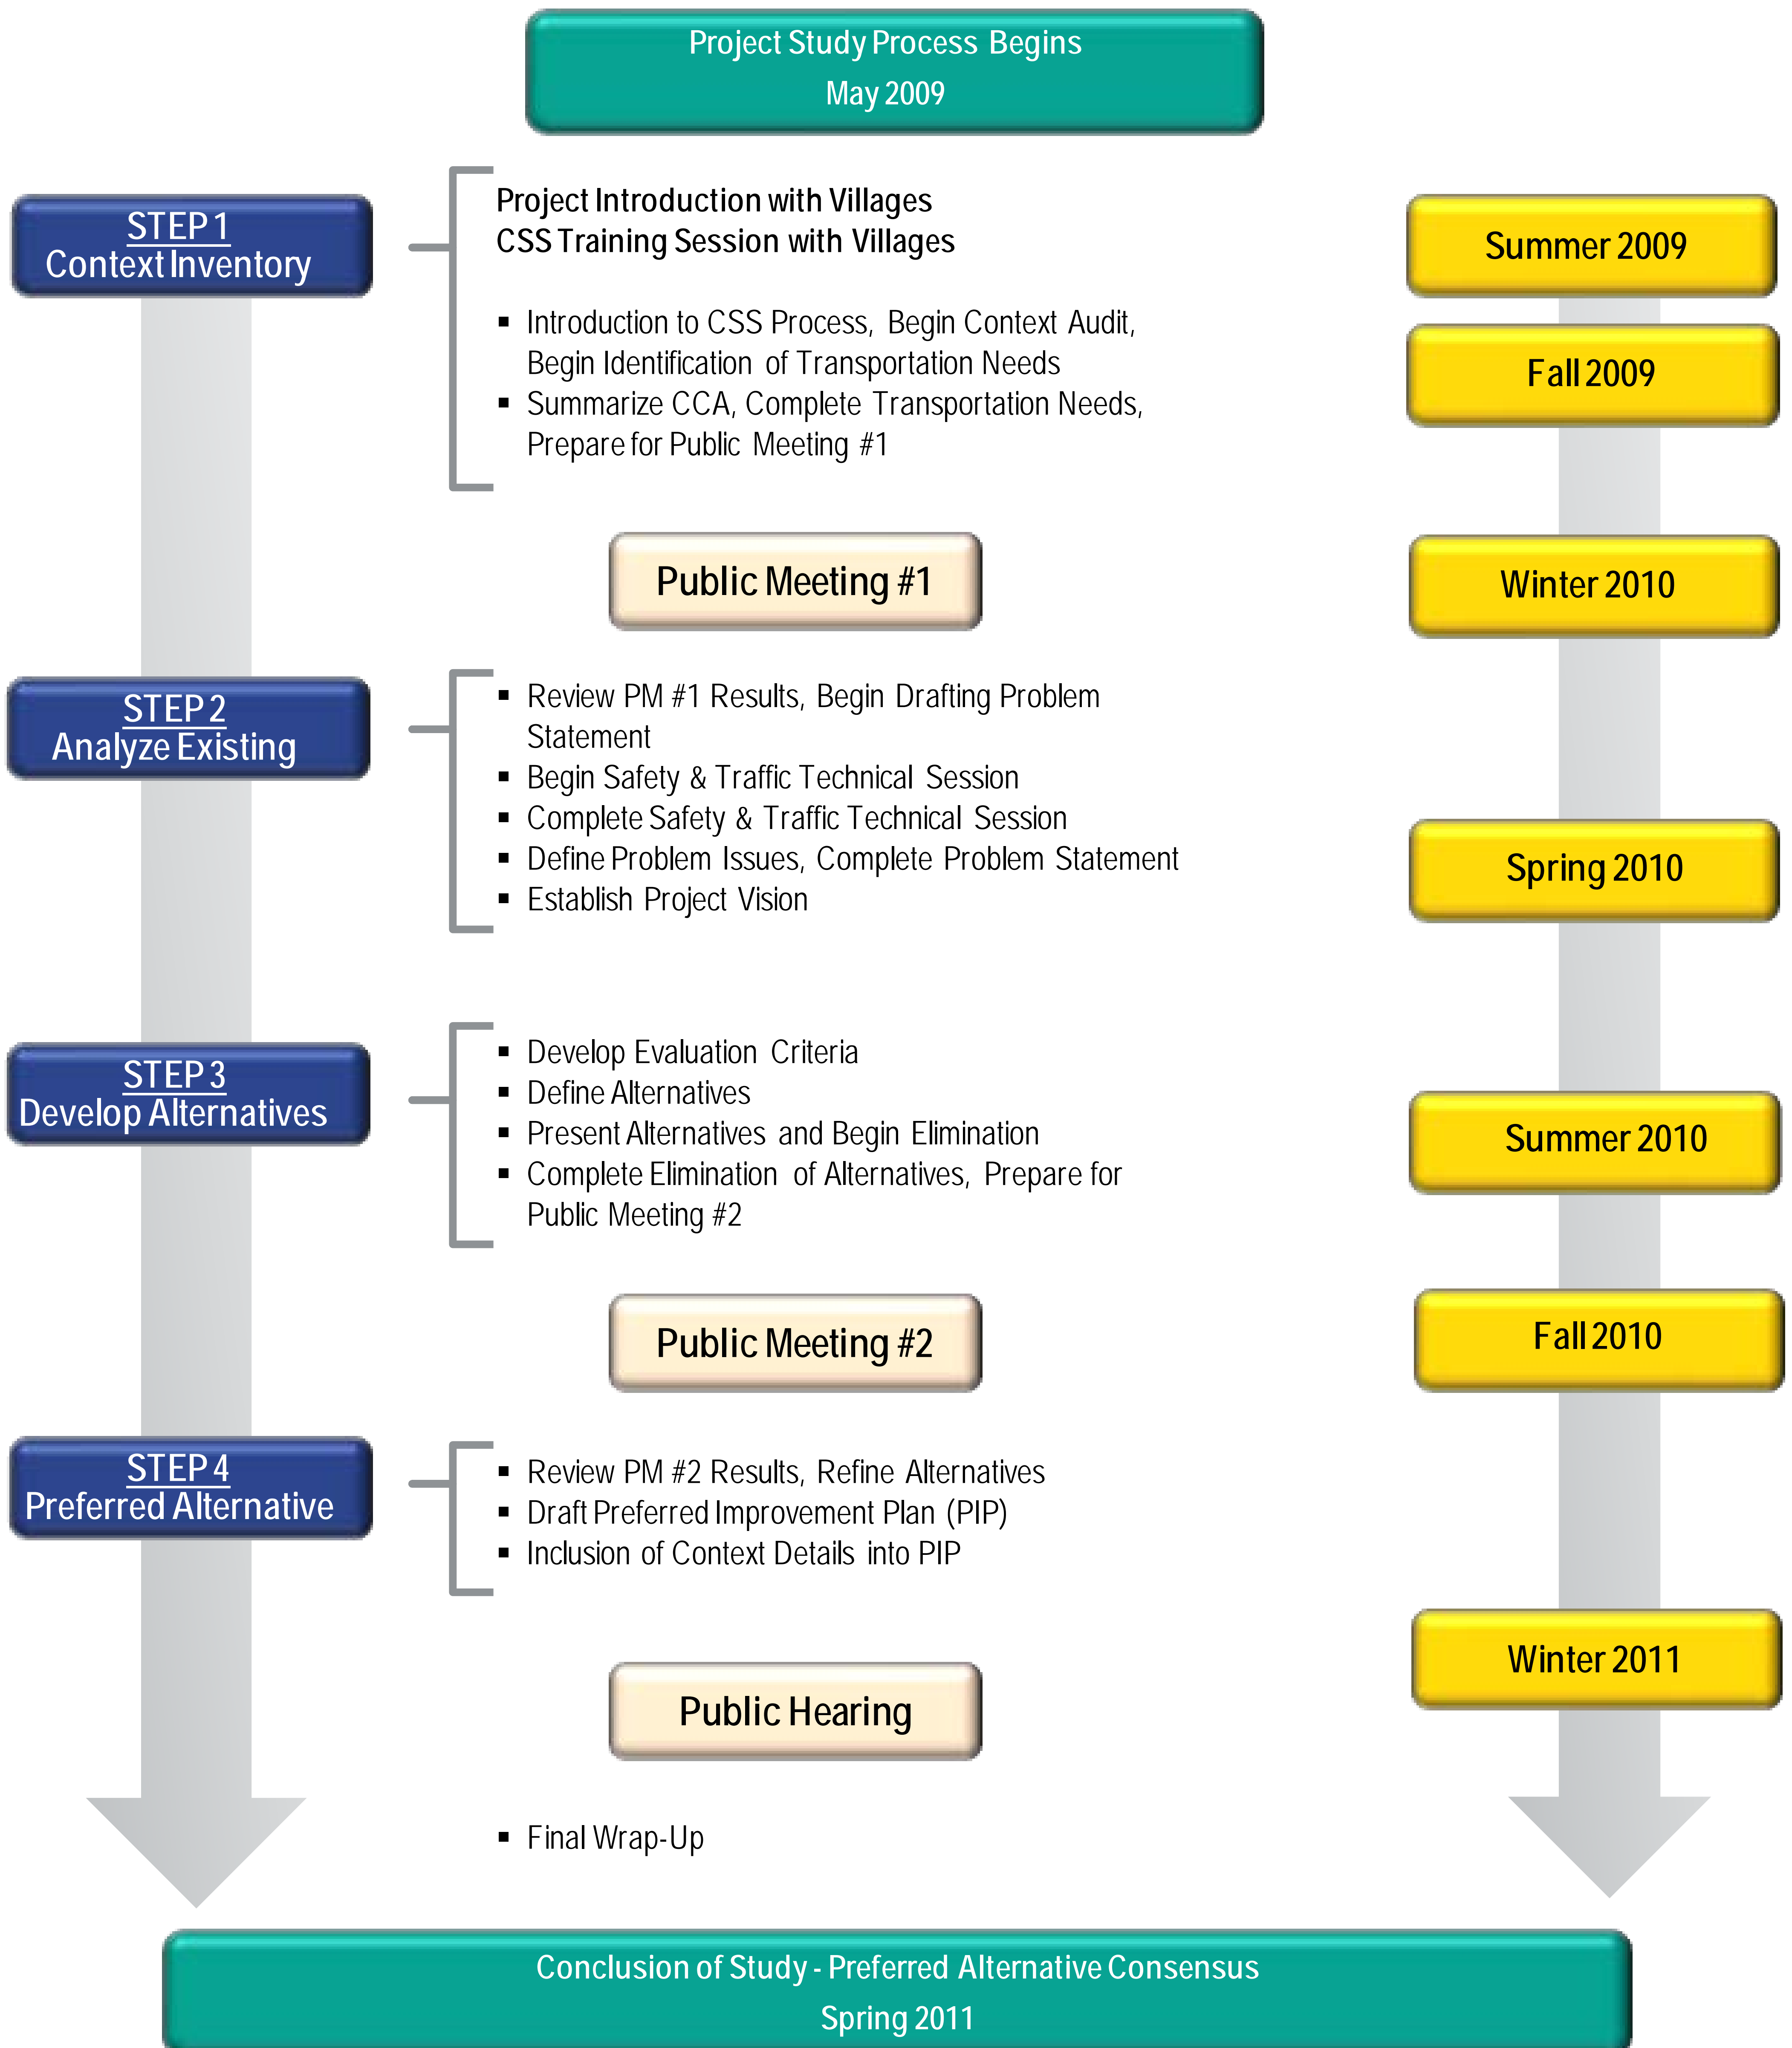 Project Study Process Begins
May 2009
STEP 1
Context Inventory
Project Introduction with Villages
CSS Training Session with Villages
▪ Introduction to CSS Process, Begin Context Audit,
Begin Identification of Transportation Needs
▪ Summarize CCA, Complete Transportation Needs,
Prepare for Public Meeting #1
Summer 2009
Fall 2009
Public Meeting #1
Winter 2010
STEP 2
Analyze Existing
▪ Review PM #1 Results, Begin Drafting Problem
Statement
▪ Begin Safety & Traffic Technical Session
▪ Complete Safety & Traffic Technical Session
▪ Define Problem Issues, Complete Problem Statement
▪ Establish Project Vision
Spring 2010
STEP 3
Develop Alternatives
▪ Develop Evaluation Criteria
▪ Define Alternatives
▪ Present Alternatives and Begin Elimination
▪ Complete Elimination of Alternatives, Prepare for
Public Meeting #2
Summer 2010
Public Meeting #2
Fall 2010
STEP 4
Preferred Alternative
▪ Review PM #2 Results, Refine Alternatives
▪ Draft Preferred Improvement Plan (PIP)
▪ Inclusion of Context Details into PIP
Winter 2011
Public Hearing
▪ Final Wrap-Up
Conclusion of Study - Preferred Alternative Consensus
Spring 2011